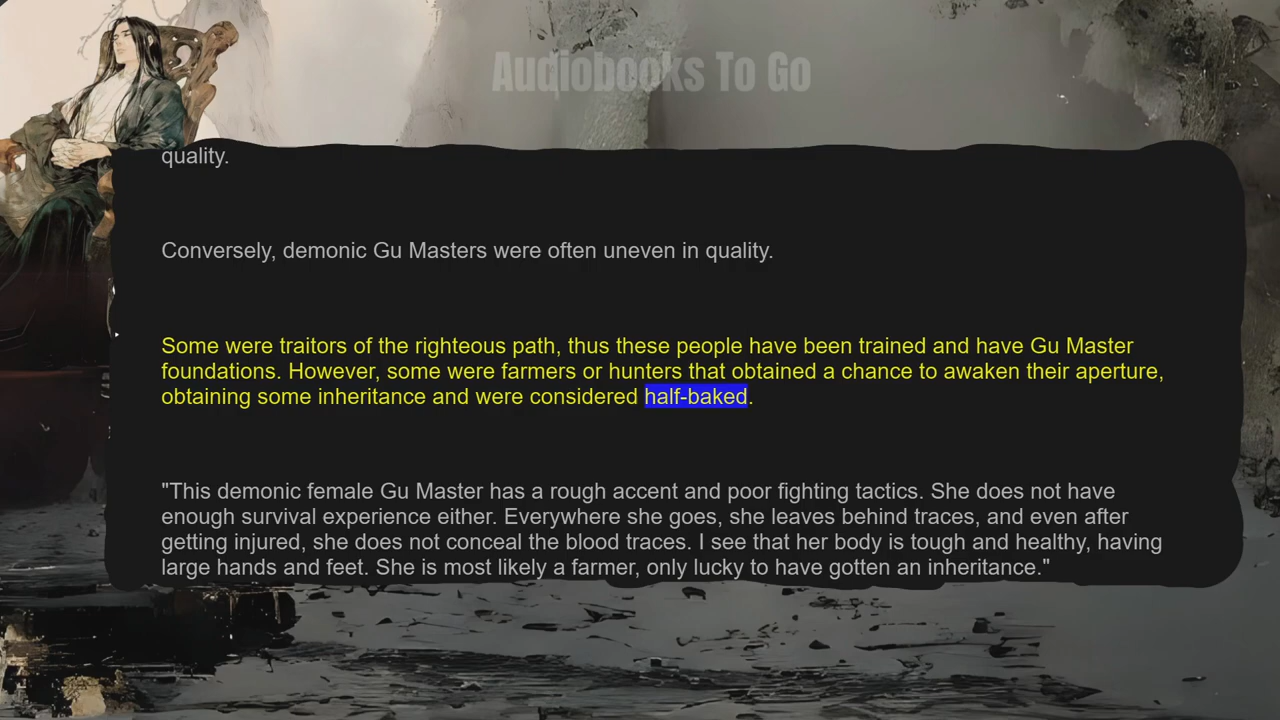 Audiobooks To Go
quality.
Conversely, demonic Gu Masters were often uneven in quality.
Some were traitors of the righteous path, thus these people have been trained and have Gu Master
foundations. However, some were farmers or hunters that obtained a chance to awaken their aperture,
obtaining some inheritance and were considered half-baked.
"This demonic female Gu Master has a rough accent and poor fighting tactics. She does not have
enough survival experience either. Everywhere she goes, she leaves behind traces, and even after
getting injured, she does not conceal the blood traces. I see that her body is tough and healthy, having
large hands and feet. She is most likely a farmer, only lucky to have gotten an inheritance."